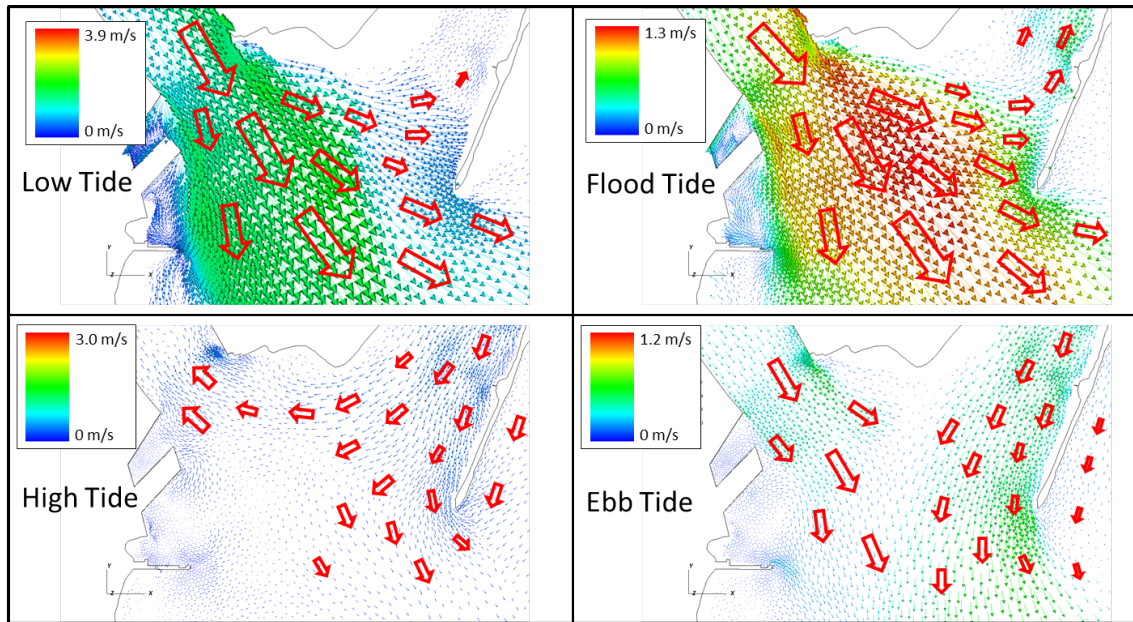 3.9 m/s
0 m/s
Low Tide
Y
Z
X
1.3 m/s
0 m/s
Flood Tide
Y
Z
X
3.0 m/s
0 m/s
High Tide
Y
Z
X
1.2 m/s
0 m/s
Ebb Tide
Y
Z
X